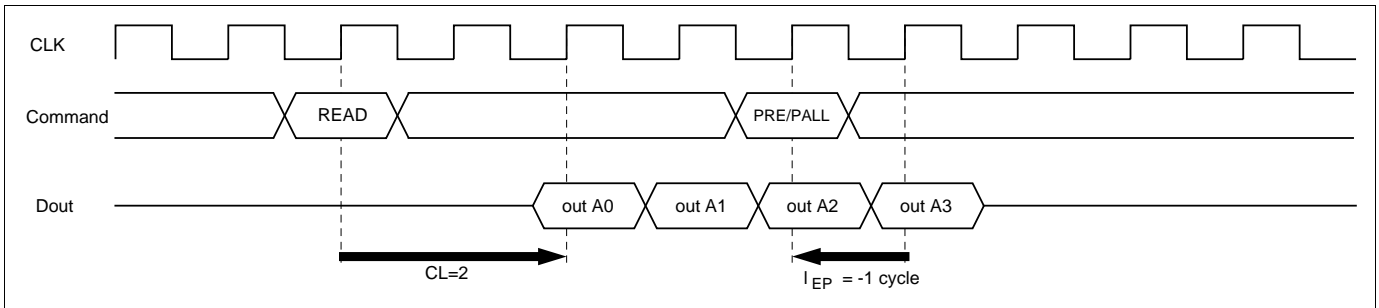 CLK
Command READ PRE/PALL
Dout out A0 out A1 out A2 out A3
CL=2 l EP = -1 cycle